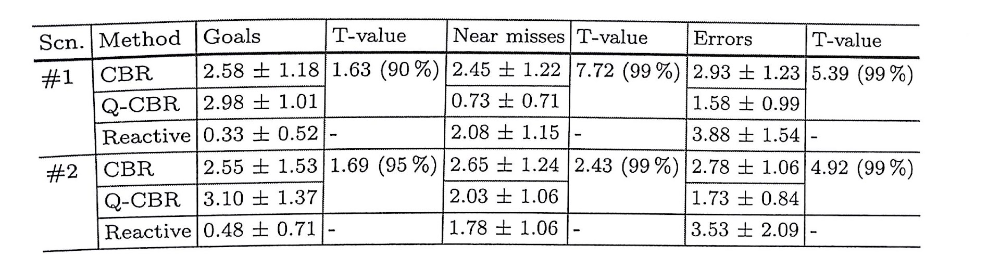 Scn. Method Goals T-value Near misses T-value Errors T-value
#1 CBR 2.58 ± 1.18 1.63 (90 %) 2.45 ± 1.22 7.72 (99 %) 2.93 ± 1.23 5.39 (99 %)
Q-CBR 2.98 ± 1.01 0.73 ± 0.71 1.58 ± 0.99
Reactive 0.33 ± 0.52 - 2.08 ± 1.15 - 3.88 ± 1.54 -
#2 CBR 2.55 ± 1.53 1.69 (95 %) 2.65 ± 1.24 2.43 (99 %) 2.78 ± 1.06 4.92 (99 %)
Q-CBR 3.10 ± 1.37 2.03 ± 1.06 1.73 ± 0.84
Reactive 0.48 ± 0.71 - 1.78 ± 1.06 - 3.53 ± 2.09 -